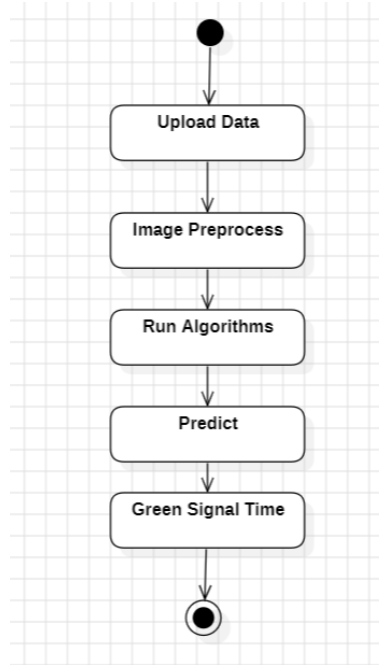 Upload Data
Image Preprocess
Run Algorithms
Predict
Green Signal Time